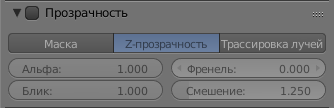 Прозрачность
Маска Z-прозрачность Трассировка лучей
Альфа: 1.000 Френель: 0.000
Блик: 1.000 Смешение: 1.250